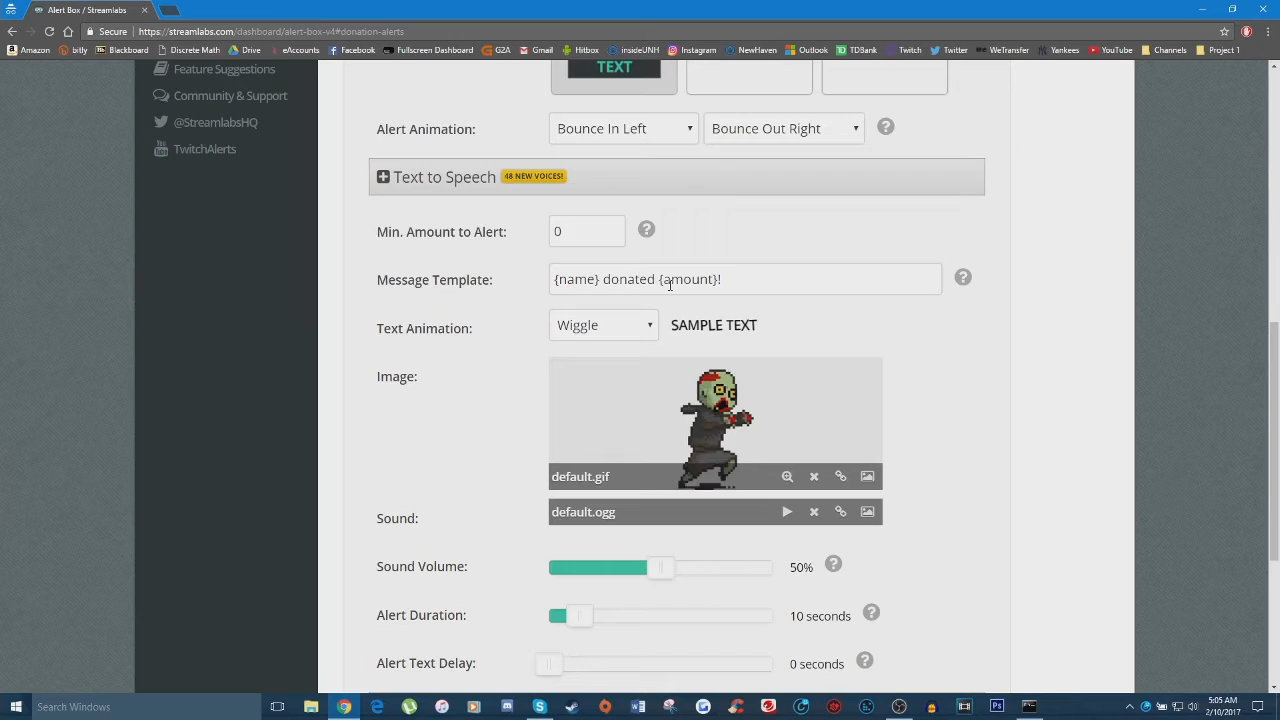 Alert Box / Streamlabs
Secure https://streamlabs.com/dashboard/alert-box-v4#donation-alerts
Amazon bitly Blackboard Direct Mobile Charge Extracts Facebook Fullscreen Dashboard G2A Gmail Hitbox insideUNH Instagram NewHaven Outlook TDBank Twitch Twitter WeTransfer Yankees YouTube Channels Project 1
Feature Suggestions
Community & Support
@StreamlabsHQ
TwitchAlerts
TEXT
Alert Animation: Bounce In Left Bounce Out Right
Text to Speech 48 NEW VOICES!
Min. Amount to Alert: 0
Message Template: {name} donated {amount}!
Text Animation: Wiggle SAMPLE TEXT
Image:
default.gif
Sound: default.ogg
Sound Volume: 50%
Alert Duration: 10 seconds
Alert Text Delay: 0 seconds
Search Windows
5:05 AM
2/10/2017